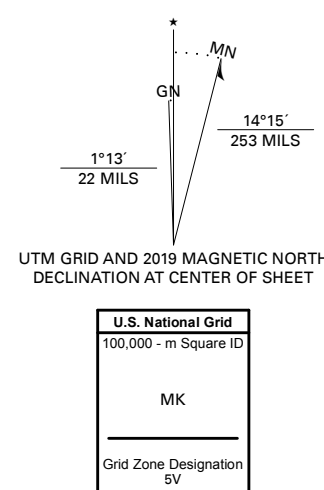 ★
MN
GN
14°15´
253 MILS
1°13´
22 MILS
UTM GRID AND 2019 MAGNETIC NORTH
DECLINATION AT CENTER OF SHEET
U.S. National Grid
100,000 - m Square ID
MK
Grid Zone Designation
5V